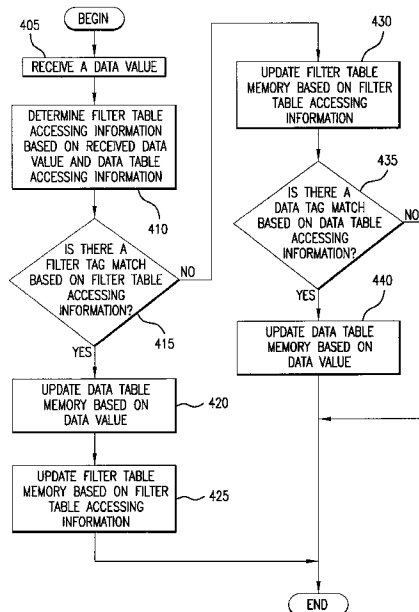 BEGIN
405
RECEIVE A DATA VALUE
DETERMINE FILTER TABLE
ACCESSING INFORMATION
BASED ON RECEIVED DATA
VALUE AND DATA TABLE
ACCESSING INFORMATION
410
IS THERE A
FILTER TAG MATCH
BASED ON FILTER TABLE
ACCESSING
INFORMATION?
NO
415
YES
UPDATE DATA TABLE
MEMORY BASED ON
DATA VALUE
420
UPDATE FILTER TABLE
MEMORY BASED ON FILTER
TABLE ACCESSING
INFORMATION
425
430
UPDATE FILTER TABLE
MEMORY BASED ON FILTER
TABLE ACCESSING
INFORMATION
435
IS THERE A
DATA TAG MATCH
BASED ON DATA TABLE
ACCESSING
INFORMATION?
NO
YES
440
UPDATE DATA TABLE
MEMORY BASED ON
DATA VALUE
END